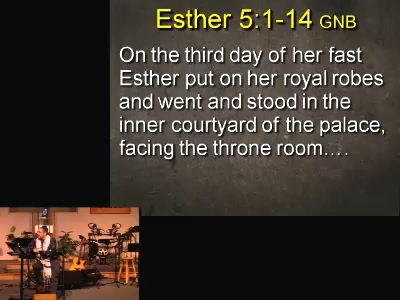 Esther 5:1-14 GNB
On the third day of her fast
Esther put on her royal robes
and went and stood in the
inner courtyard of the palace,
facing the throne room....